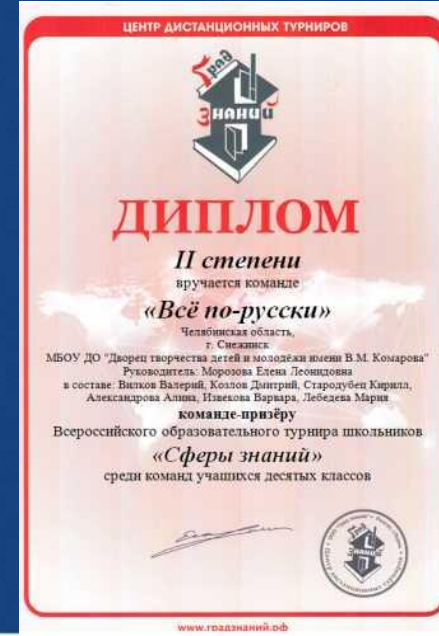 ЦЕНТР ДИСТАНЦИОННЫХ ТУРНИРОВ
Град
Знаний
ДИПЛОМ
II степени
вручается команде
«Всё по-русски»
Челябинская область,
г. Снежинск
МБОУ ДО "Дворец творчества детей и молодёжи имени В.М. Комарова"
Руководитель: Морозова Елена Леонидовна
в составе: Вилков Валерий, Козлов Дмитрий, Стародубец Кирилл,
Александрова Алина, Извекова Варвара, Лебедева Мария
команде-призёру
Всероссийского образовательного турнира школьников
«Сферы знаний»
среди команд учащихся десятых классов
www.градзнаний.рф